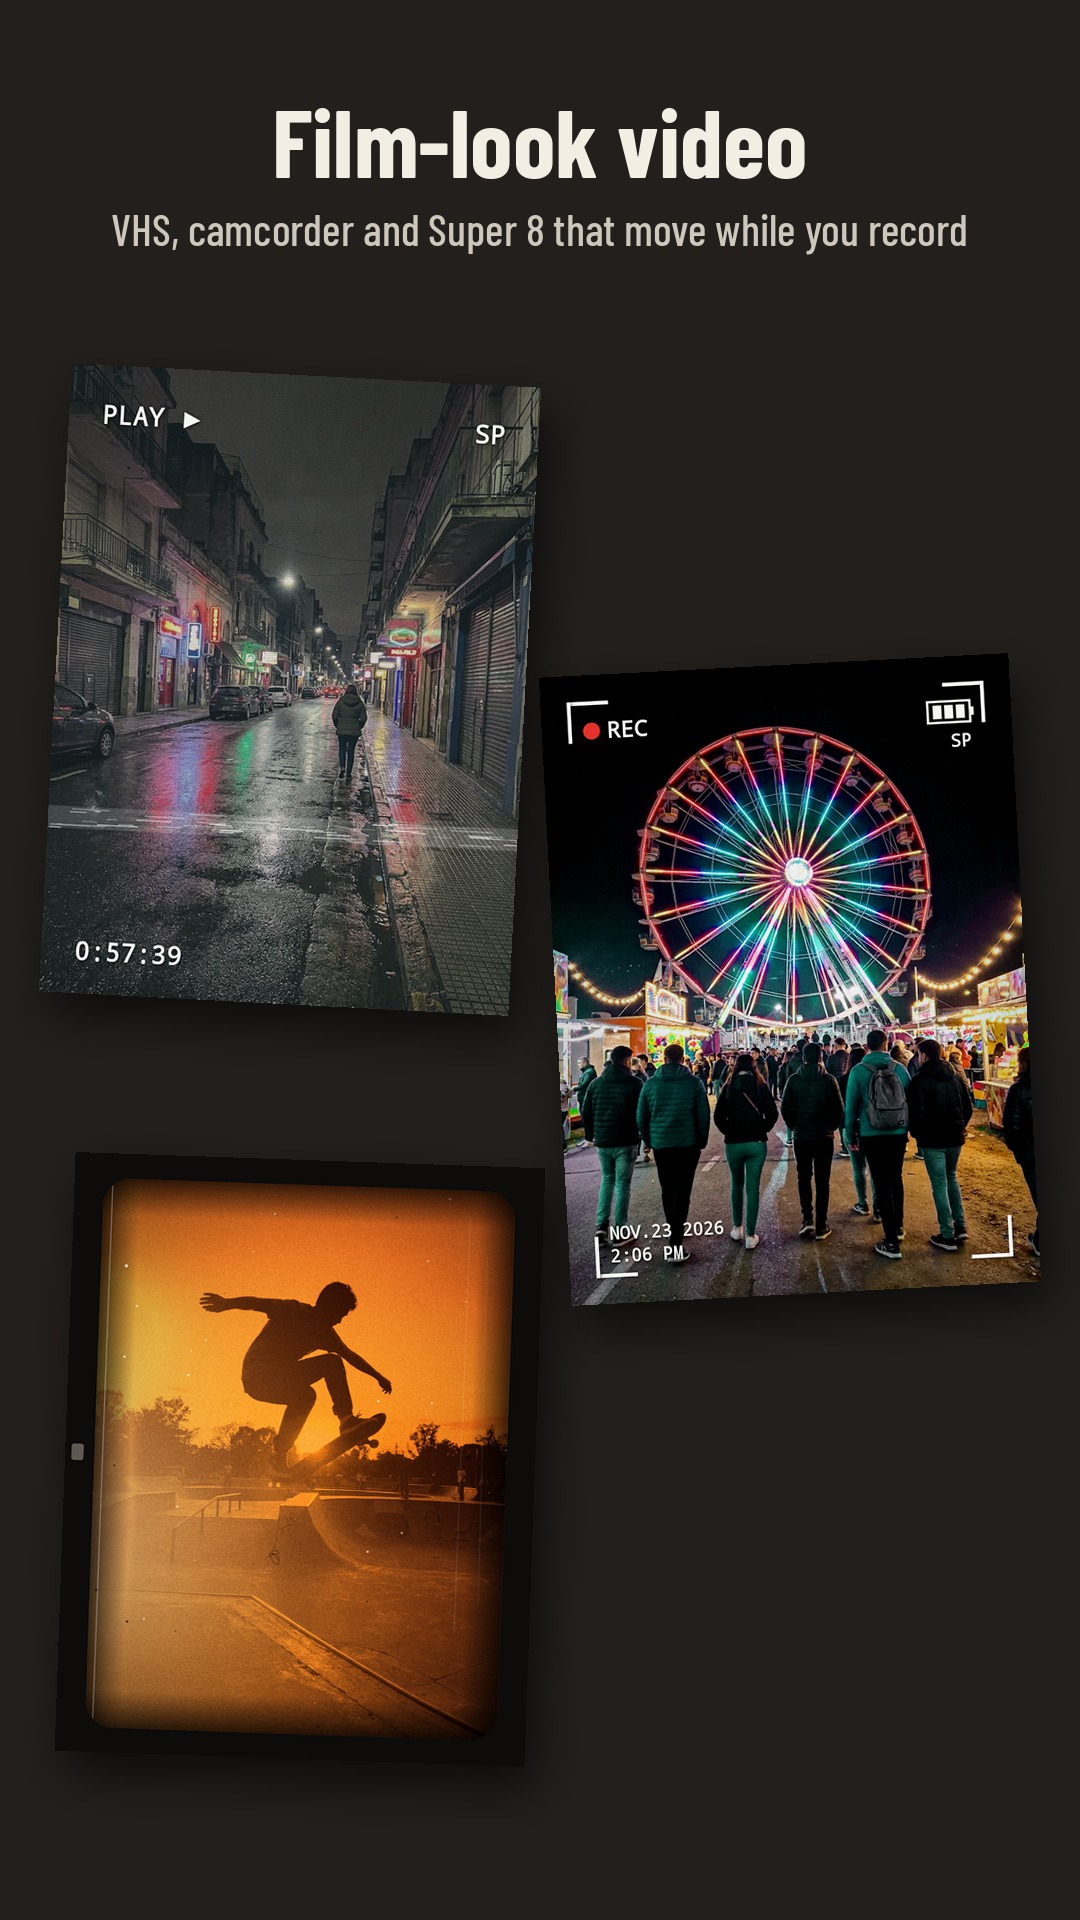 Film-look video
VHS, camcorder and Super 8 that move while you record
PLAY ▶
SP
0:57:39
REC
SP
NOV.23 2026
2:06 PM